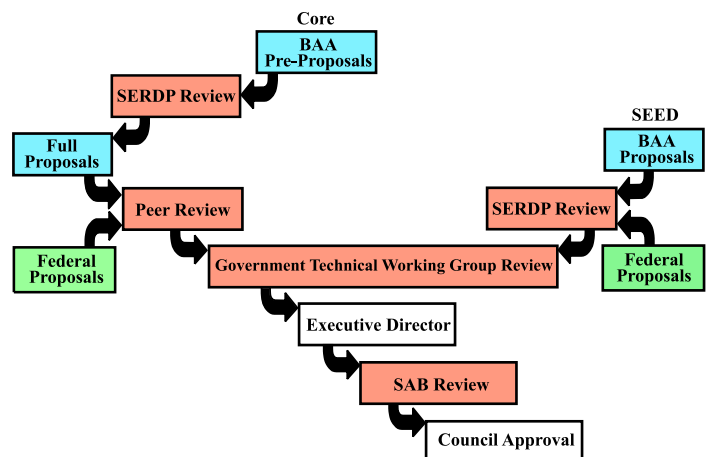 Core
BAA
Pre-Proposals
SERDP Review
SEED
BAA
Proposals
Full
Proposals
Peer Review
SERDP Review
Federal
Proposals
Government Technical Working Group Review
Federal
Proposals
Executive Director
SAB Review
Council Approval